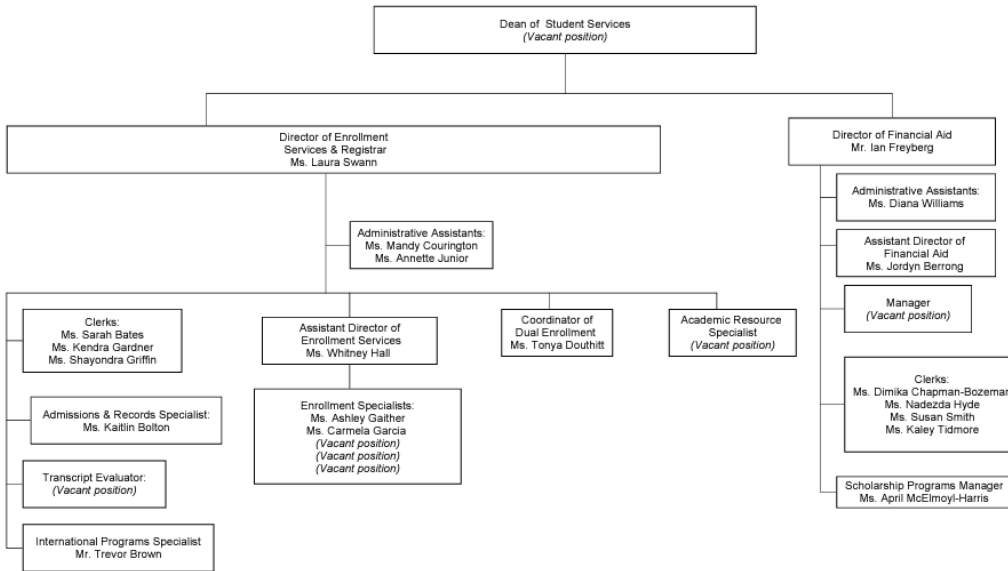 Dean of Student Services
(Vacant position)
Director of Enrollment
Services & Registrar
Ms. Laura Swann
Director of Financial Aid
Mr. Ian Freyberg
Administrative Assistants:
Ms. Diana Williams
Administrative Assistants:
Ms. Mandy Courington
Ms. Annette Junior
Assistant Director of
Financial Aid
Ms. Jordyn Berrong
Manager
(Vacant position)
Clerks:
Ms. Sarah Bates
Ms. Kendra Gardner
Ms. Shayondra Griffin
Assistant Director of
Enrollment Services
Ms. Whitney Hall
Coordinator of
Dual Enrollment
Ms. Tonya Douthitt
Academic Resource
Specialist
(Vacant position)
Clerks:
Ms. Dimika Chapman-Bozeman
Ms. Nadezda Hyde
Ms. Susan Smith
Ms. Kaley Tidmore
Admissions & Records Specialist:
Ms. Kaitlin Bolton
Enrollment Specialists:
Ms. Ashley Gaither
Ms. Carmela Garcia
(Vacant position)
(Vacant position)
(Vacant position)
Transcript Evaluator:
(Vacant position)
Scholarship Programs Manager
Ms. April McElmoyl-Harris
International Programs Specialist
Mr. Trevor Brown